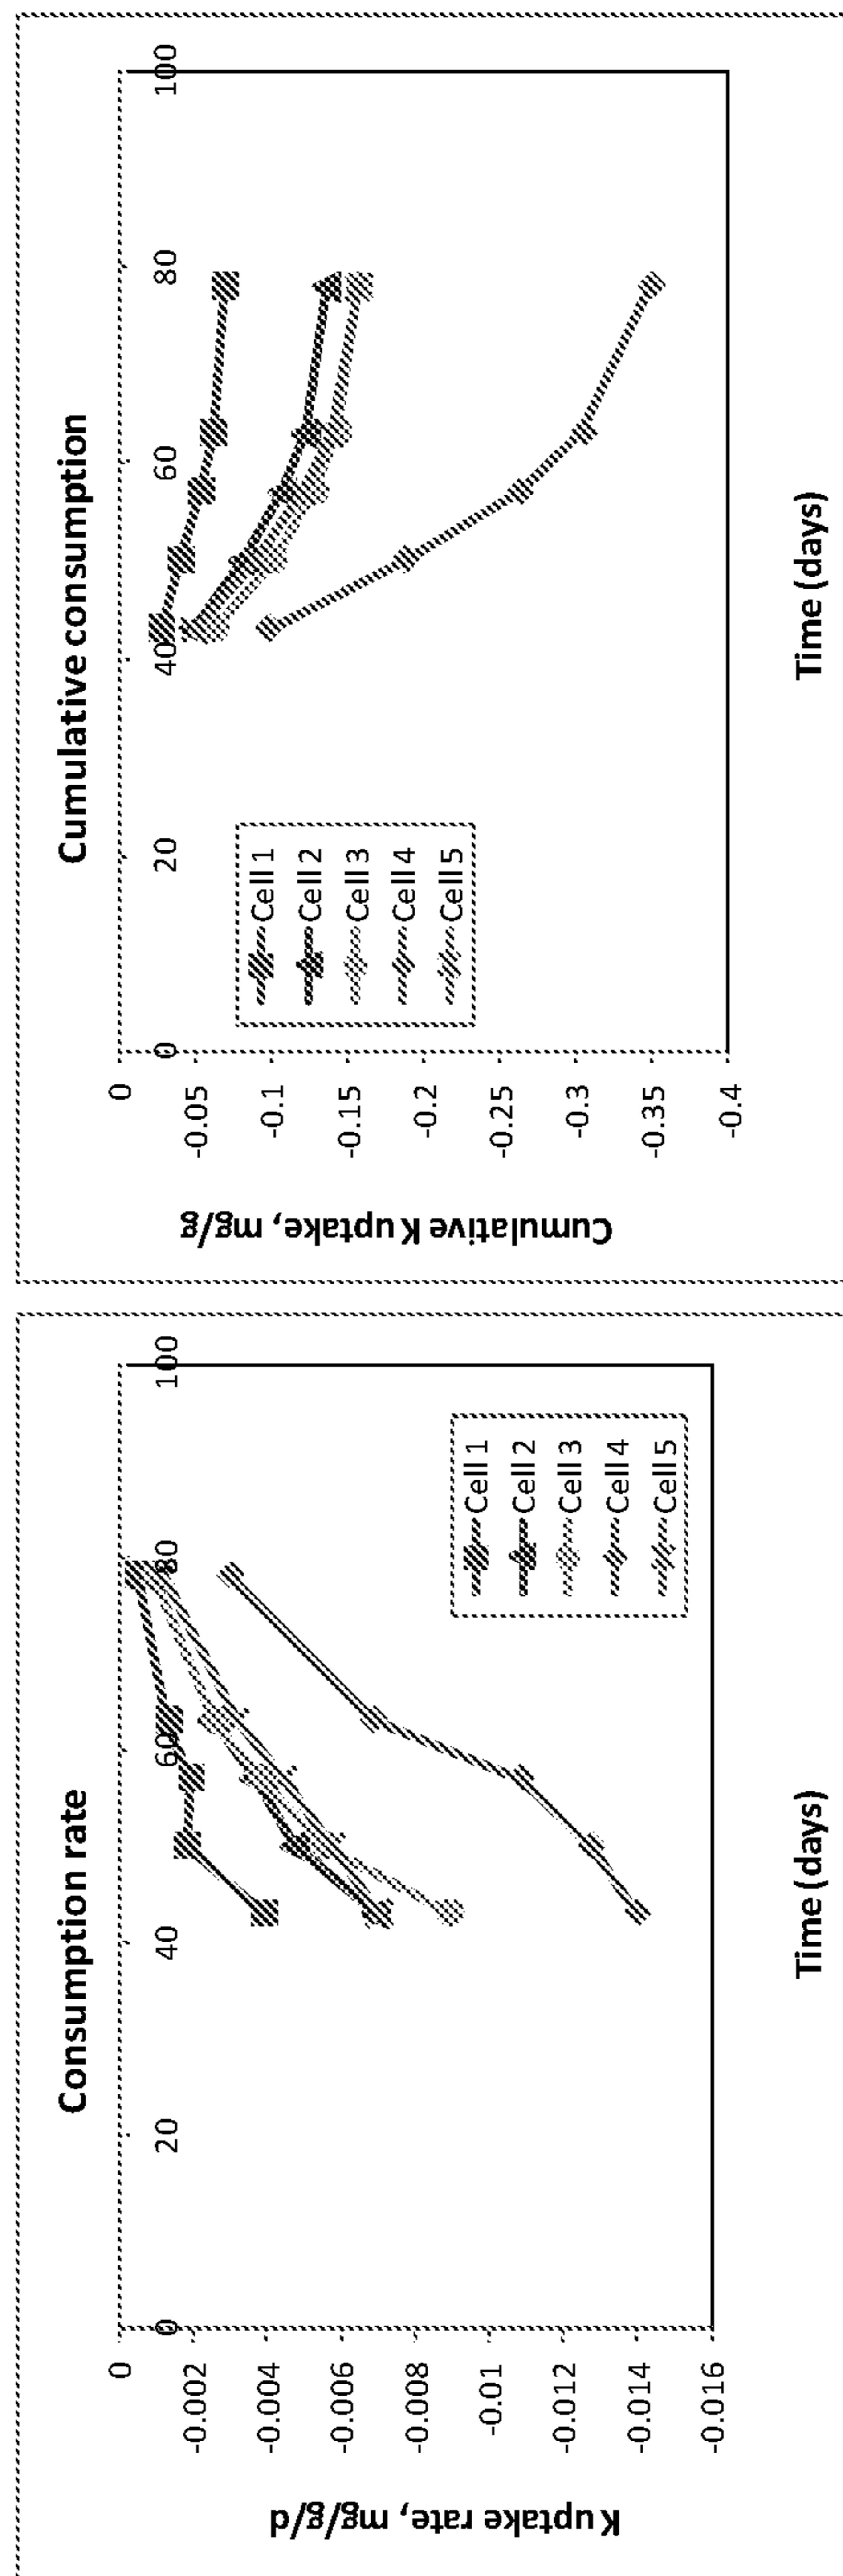 Consumption rate
0
20
40
60
80
100
0
-0.002
-0.004
-0.006
-0.008
-0.01
-0.012
-0.014
-0.016
K uptake rate, mg/g/d
Time (days)
Cell 1
Cell 2
Cell 3
Cell 4
Cell 5
Cumulative consumption
0
20
40
60
80
100
0
-0.05
-0.1
-0.15
-0.2
-0.25
-0.3
-0.35
-0.4
Cumulative K uptake, mg/g
Time (days)
Cell 1
Cell 2
Cell 3
Cell 4
Cell 5